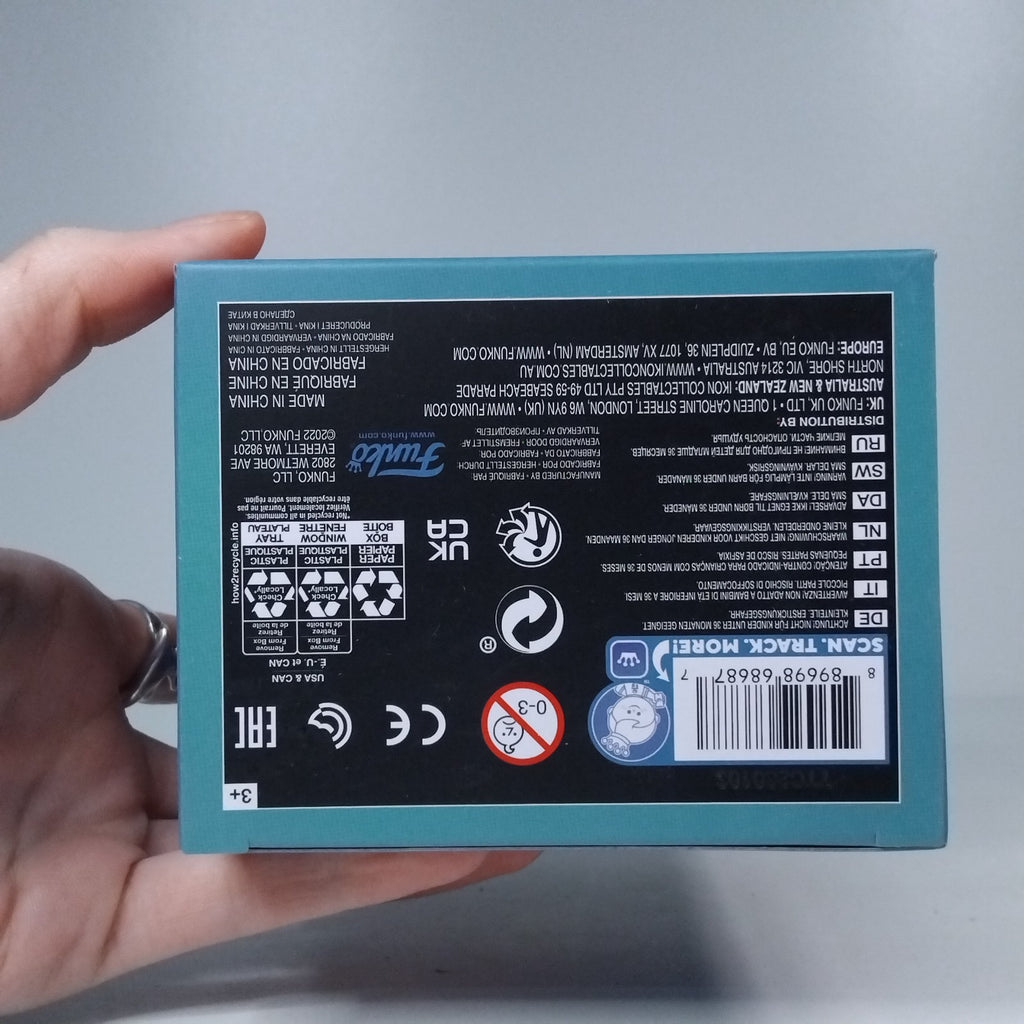 3+
8 89698 68687 7
SCAN. TRACK. MORE!
0-3
CE
EAC
USA & CAN
É.-U. et CAN
Remove
From Box
Retirez
de la boîte
Remove
From Box
Retirez
de la boîte
Check
Locally*
Check
Locally*
PAPER
PAPIER
PLASTIC
PLASTIQUE
PLASTIC
PLASTIQUE
BOX
BOÎTE
WINDOW
FENÊTRE
TRAY
PLATEAU
how2recycle.info
*Not recycled in all communities.
Vérifiez localement. Pourrait ne pas
être recyclable dans votre région.
®
UK
CA
DE
ACHTUNG! NICHT FÜR KINDER UNTER 36 MONATEN GEEIGNET.
KLEINTEILE. ERSTICKUNGSGEFAHR.
IT
AVVERTENZA! NON ADATTO A BAMBINI DI ETÀ INFERIORE A 36 MESI
PICCOLE PARTI. RISCHIO DI SOFFOCAMENTO.
PT
ATENÇÃO! CONTRA-INDICADO PARA CRIANÇAS COM MENOS DE 36 MESES.
PEQUENAS PARTES. RISCO DE ASFIXIA.
NL
WAARSCHUWING! NIET GESCHIKT VOOR KINDEREN JONGER DAN 36 MAANDEN.
KLEINE ONDERDELEN. VERSTIKKINGSGEVAAR.
DA
ADVARSEL! IKKE EGNET TIL BØRN UNDER 36 MÅNEDER.
SMÅ DELE. KVÆLNINGSFARE.
SW
VARNING! INTE LÄMPLIG FÖR BARN UNDER 36 MÅNADER.
SMÅ DELAR. KVÄVNINGSRISK.
RU
ВНИМАНИЕ! НЕ ПРИГОДНО ДЛЯ ДЕТЕЙ МЛАДШЕ 36 МЕСЯЦЕВ.
МЕЛКИЕ ЧАСТИ. ОПАСНОСТЬ УДУШЬЯ.
MANUFACTURED BY • FABRIQUÉ PAR:
FABRICADO POR • HERGESTELLT DURCH:
FABRICADO DA • FABRICADO POR:
VERVAARDIGD DOOR • FREMSTILLET AF:
TILLVERKAD AV • ПРОИЗВОДИТЕЛЬ:
Funko
www.funko.com
FUNKO, LLC
2802 WETMORE AVE
EVERETT, WA 98201
©2022 FUNKO,LLC
DISTRIBUTION BY:
UK: FUNKO UK, LTD • 1 QUEEN CAROLINE STREET, LONDON, W6 9YN (UK) • WWW.FUNKO.COM
AUSTRALIA & NEW ZEALAND: IKON COLLECTABLES PTY LTD 49-59 SEABEACH PARADE
NORTH SHORE, VIC 3214 AUSTRALIA • WWW.IKONCOLLECTABLES.COM.AU
EUROPE: FUNKO EU, BV • ZUIDPLEIN 36, 1077 XV, AMSTERDAM (NL) • WWW.FUNKO.COM
MADE IN CHINA
FABRIQUÉ EN CHINE
FABRICADO EN CHINA
HERGESTELLT IN CHINA • FABBRICATO IN CINA
FABRICADO NA CHINA • VERVAARDIGD IN CHINA
PRODUCERET I KINA • TILLVERKAD I KINA
СДЕЛАНО В КИТАЕ